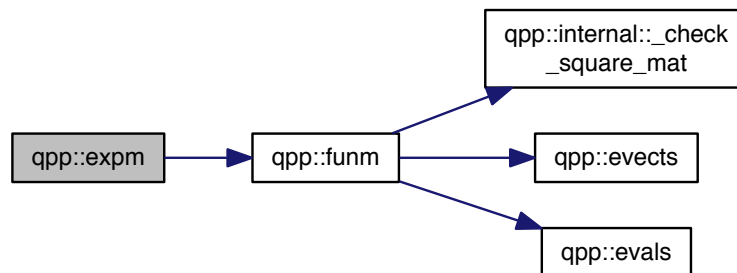 qpp::internal::_check
_square_mat
qpp::expm
qpp::funm
qpp::evects
qpp::evals